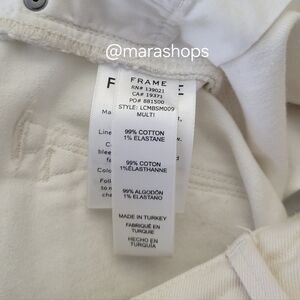 @marashops
FRAME
RN# 139021
CA# 19371
PO# 881500
STYLE: LCMBSM009
MULTI
99% COTTON
1% ELASTANE
99% COTON
1% ÉLASTHANNE
99% ALGODÓN
1% ELASTANO
MADE IN TURKEY
FABRIQUÉ EN
TURQUIE
HECHO EN
TURQUÍA